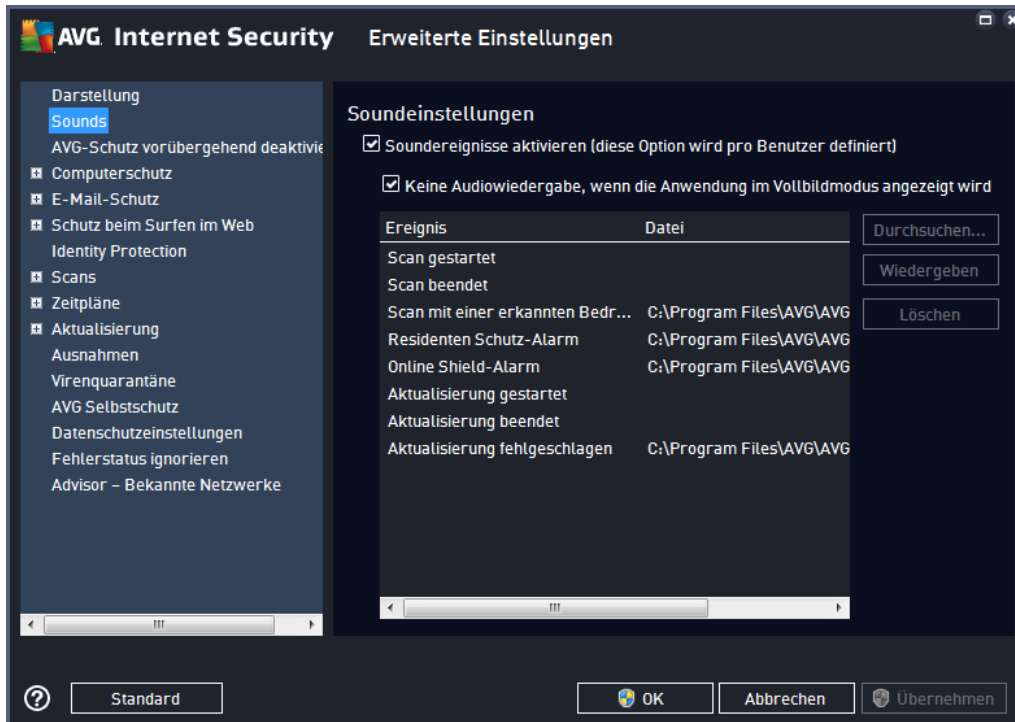 AVG Internet Security Erweiterte Einstellungen
Darstellung
Sounds
AVG-Schutz vorübergehend deaktivie
Computerschutz
E-Mail-Schutz
Schutz beim Surfen im Web
Identity Protection
Scans
Zeitpläne
Aktualisierung
Ausnahmen
Virenquarantäne
AVG Selbstschutz
Datenschutzeinstellungen
Fehlerstatus ignorieren
Advisor – Bekannte Netzwerke
Soundeinstellungen
Soundereignisse aktivieren (diese Option wird pro Benutzer definiert)
Keine Audiowiedergabe, wenn die Anwendung im Vollbildmodus angezeigt wird
Ereignis Datei
Scan gestartet
Scan beendet
Scan mit einer erkannten Bedr... C:\Program Files\AVG\AVG
Residenten Schutz-Alarm C:\Program Files\AVG\AVG
Online Shield-Alarm C:\Program Files\AVG\AVG
Aktualisierung gestartet
Aktualisierung beendet
Aktualisierung fehlgeschlagen C:\Program Files\AVG\AVG
Durchsuchen...
Wiedergeben
Löschen
? Standard OK Abbrechen Übernehmen